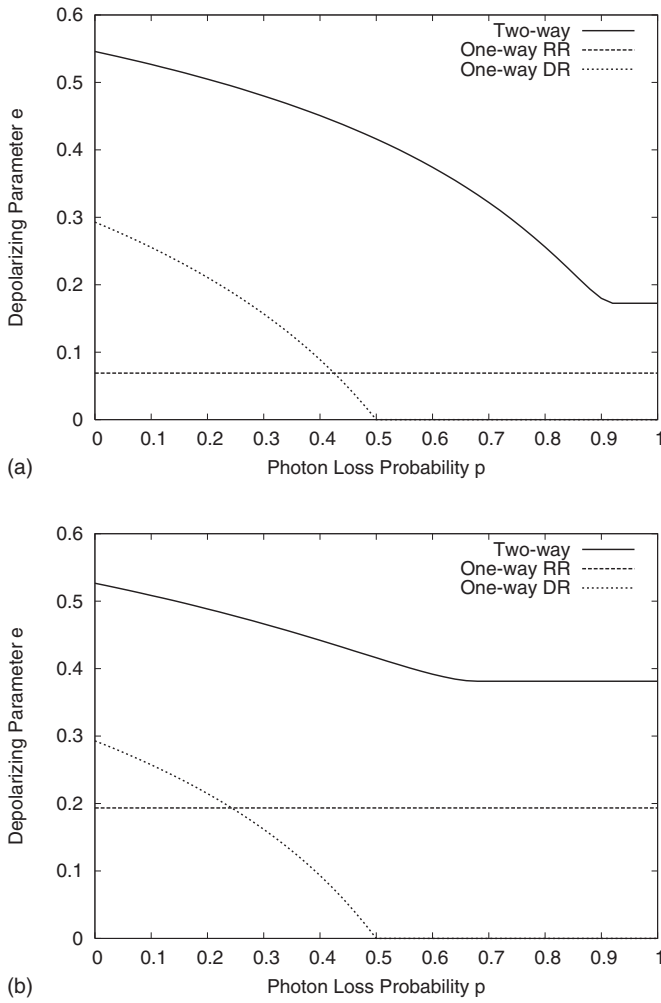 0.6
0.5
0.4
0.3
0.2
0.1
0
Depolarizing Parameter e
Two-way
One-way RR
One-way DR
0 0.1 0.2 0.3 0.4 0.5 0.6 0.7 0.8 0.9 1
Photon Loss Probability p
(a)
0.6
0.5
0.4
0.3
0.2
0.1
0
Depolarizing Parameter e
Two-way
One-way RR
One-way DR
0 0.1 0.2 0.3 0.4 0.5 0.6 0.7 0.8 0.9 1
Photon Loss Probability p
(b)